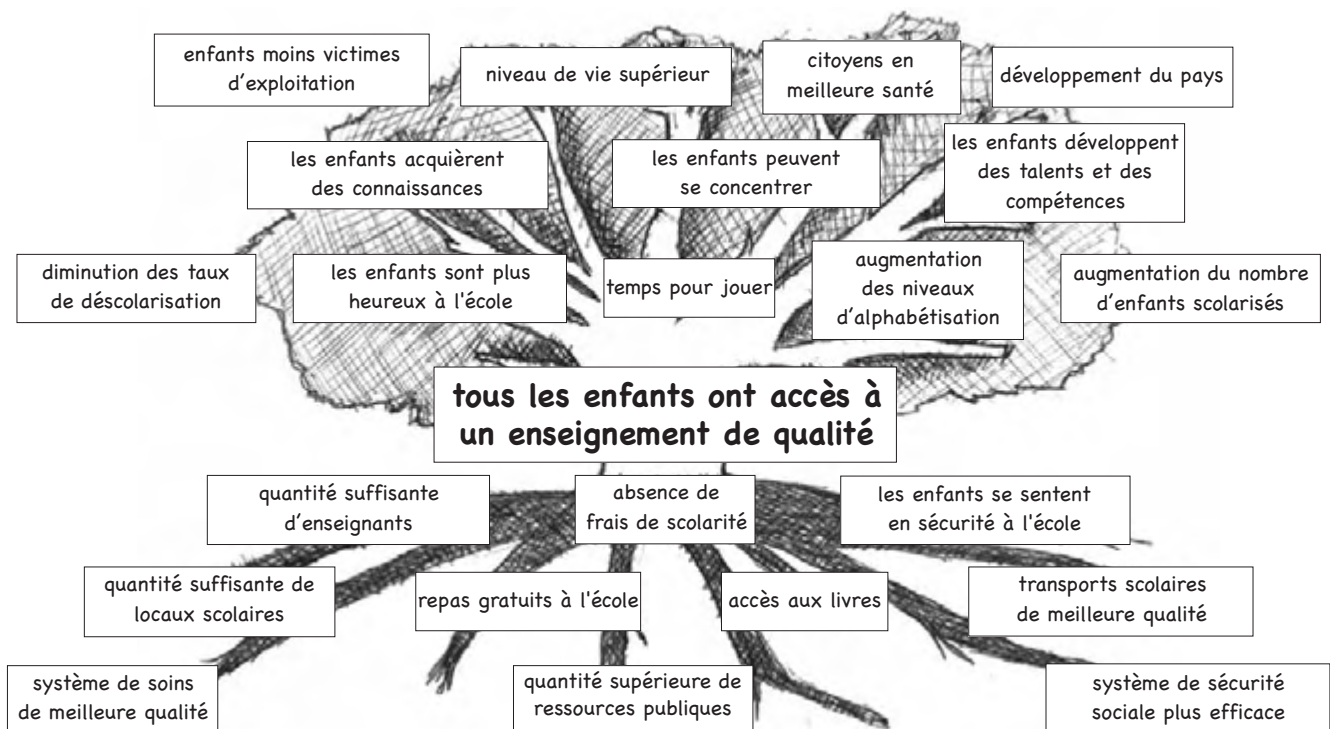 enfants moins victimes
d'exploitation
niveau de vie supérieur
citoyens en
meilleure santé
développement du pays
les enfants acquièrent
des connaissances
les enfants peuvent
se concentrer
les enfants développent
des talents et des
compétences
diminution des taux
de déscolarisation
les enfants sont plus
heureux à l'école
temps pour jouer
augmentation
des niveaux
d'alphabétisation
augmentation du nombre
d'enfants scolarisés
tous les enfants ont accès à
un enseignement de qualité
quantité suffisante
d'enseignants
absence de
frais de scolarité
les enfants se sentent
en sécurité à l'école
quantité suffisante de
locaux scolaires
repas gratuits à l'école
accès aux livres
transports scolaires
de meilleure qualité
système de soins
de meilleure qualité
quantité supérieure de
ressources publiques
système de sécurité
sociale plus efficace